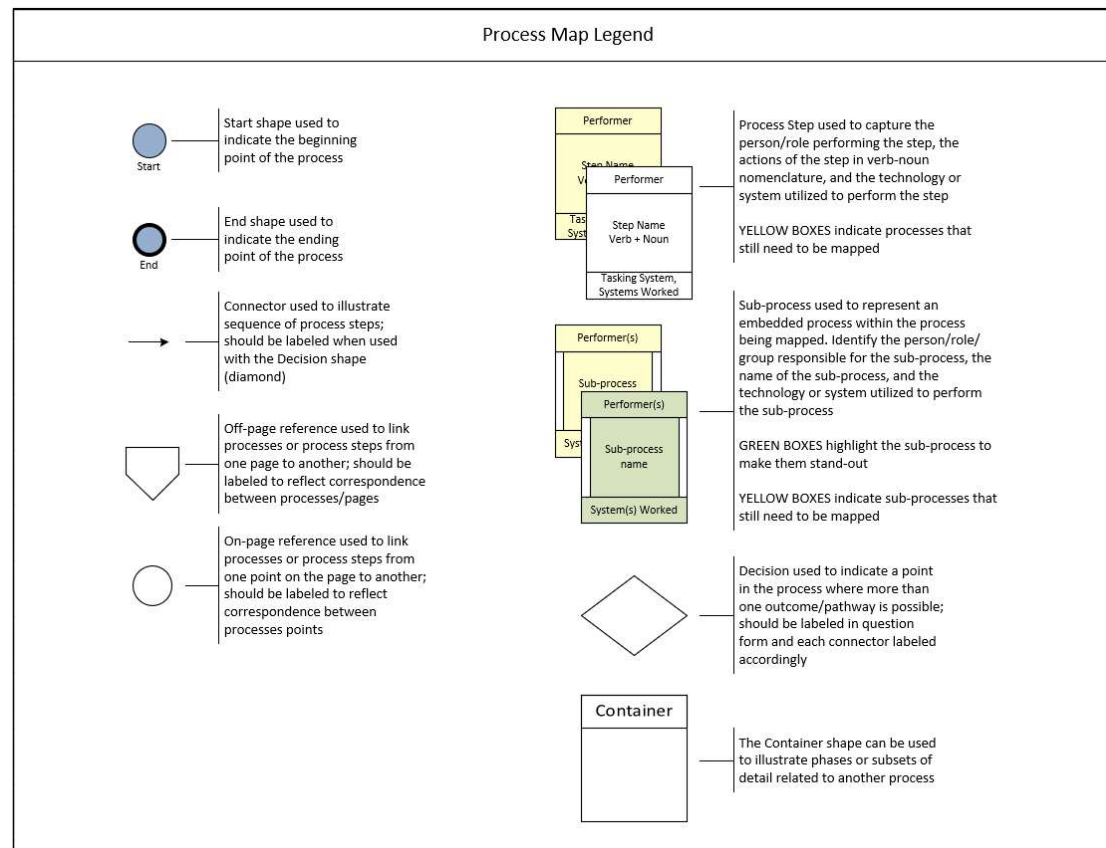 Process Map Legend
Start
Start shape used to
indicate the beginning
point of the process
End
End shape used to
indicate the ending
point of the process
Connector used to illustrate
sequence of process steps;
should be labeled when used
with the Decision shape
(diamond)
Off-page reference used to link
processes or process steps from
one page to another; should be
labeled to reflect correspondence
between processes/pages
On-page reference used to link
processes or process steps from
one point on the page to another;
should be labeled to reflect
correspondence between
processes points
Performer
Step Name
Performer
Step Name
Verb + Noun
Tasking System,
Systems Worked
Process Step used to capture the
person/role performing the step, the
actions of the step in verb-noun
nomenclature, and the technology or
system utilized to perform the step
YELLOW BOXES indicate processes that
still need to be mapped
Performer(s)
Sub-process
Performer(s)
Sub-process
name
System(s) Worked
Sub-process used to represent an
embedded process within the process
being mapped. Identify the person/role/
group responsible for the sub-process, the
name of the sub-process, and the
technology or system utilized to perform
the sub-process
GREEN BOXES highlight the sub-process to
make them stand-out
YELLOW BOXES indicate sub-processes that
still need to be mapped
Decision used to indicate a point
in the process where more than
one outcome/pathway is possible;
should be labeled in question
form and each connector labeled
accordingly
Container
The Container shape can be used
to illustrate phases or subsets of
detail related to another process